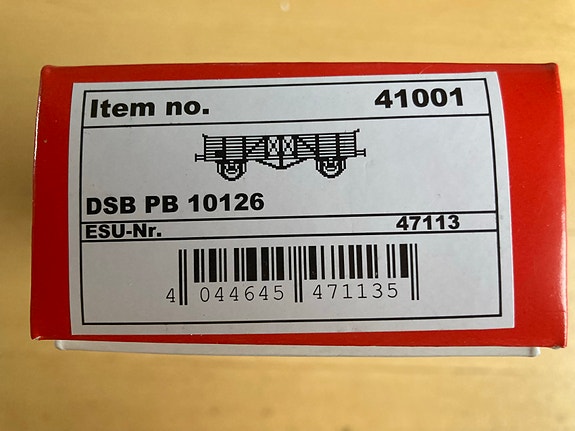 Item no. 41001
DSB PB 10126
ESU-Nr. 47113
4 044645 471135